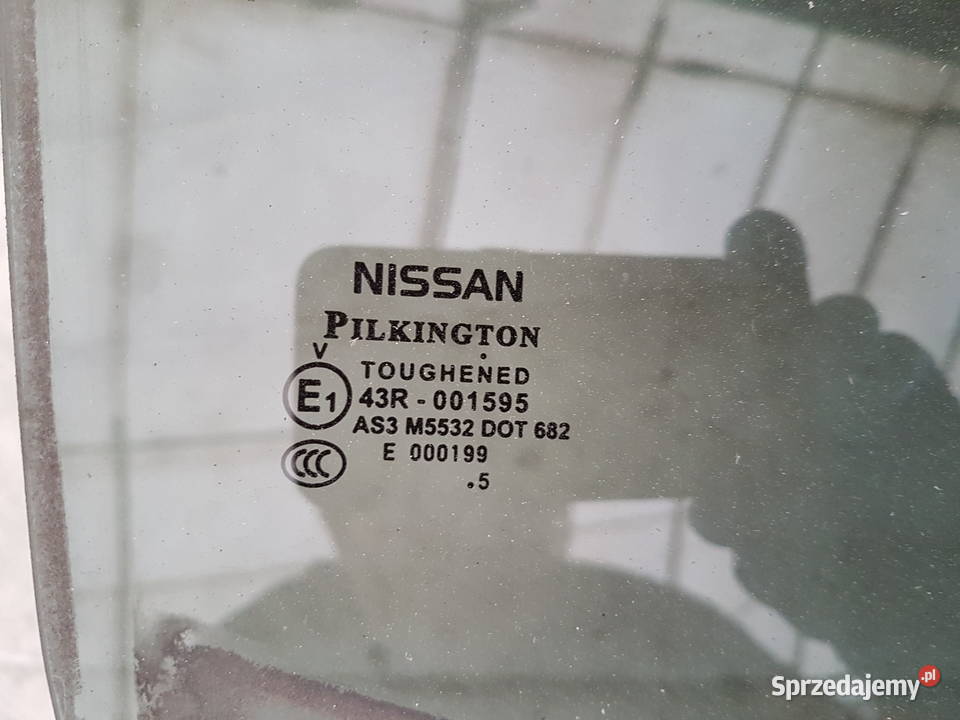 NISSAN
PILKINGTON
V
TOUGHENED
E1 43R - 001595
AS3 M5532 DOT 682
E 000199
CCC
.5
Sprzedajemy.pl